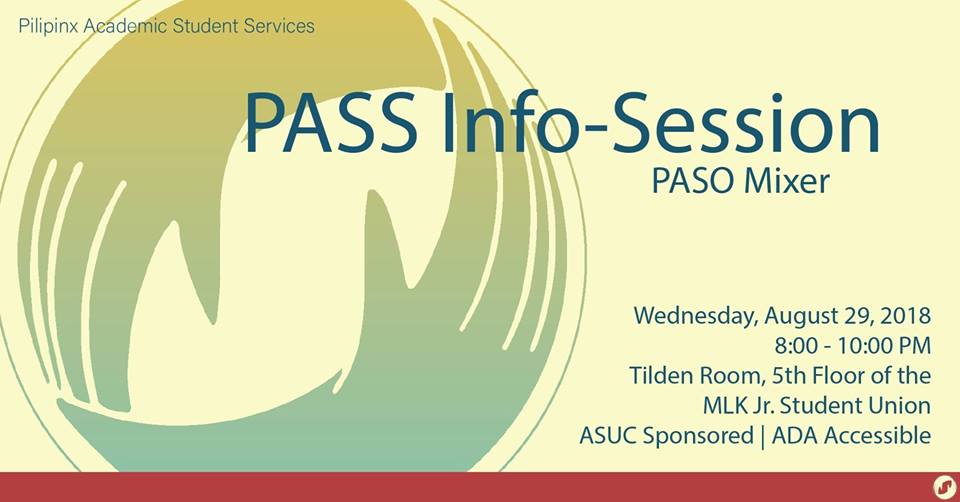 Pilipinx Academic Student Services
PASS Info-Session
PASO Mixer
Wednesday, August 29, 2018
8:00 - 10:00 PM
Tilden Room, 5th Floor of the
MLK Jr. Student Union
ASUC Sponsored | ADA Accessible